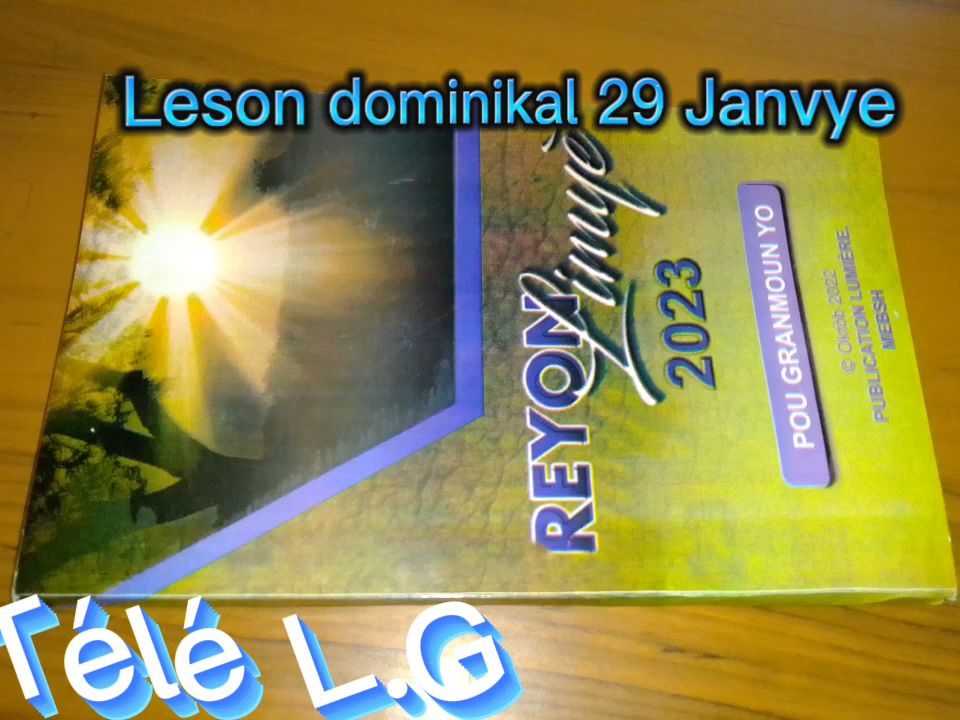 Leson dominikal 29 Janvye
REYON
Limyè
2023
POU GRANMOUN YO
© Oktòb 2022
PUBLICATION LUMIÈRE.
MEBSH
Télé L.G